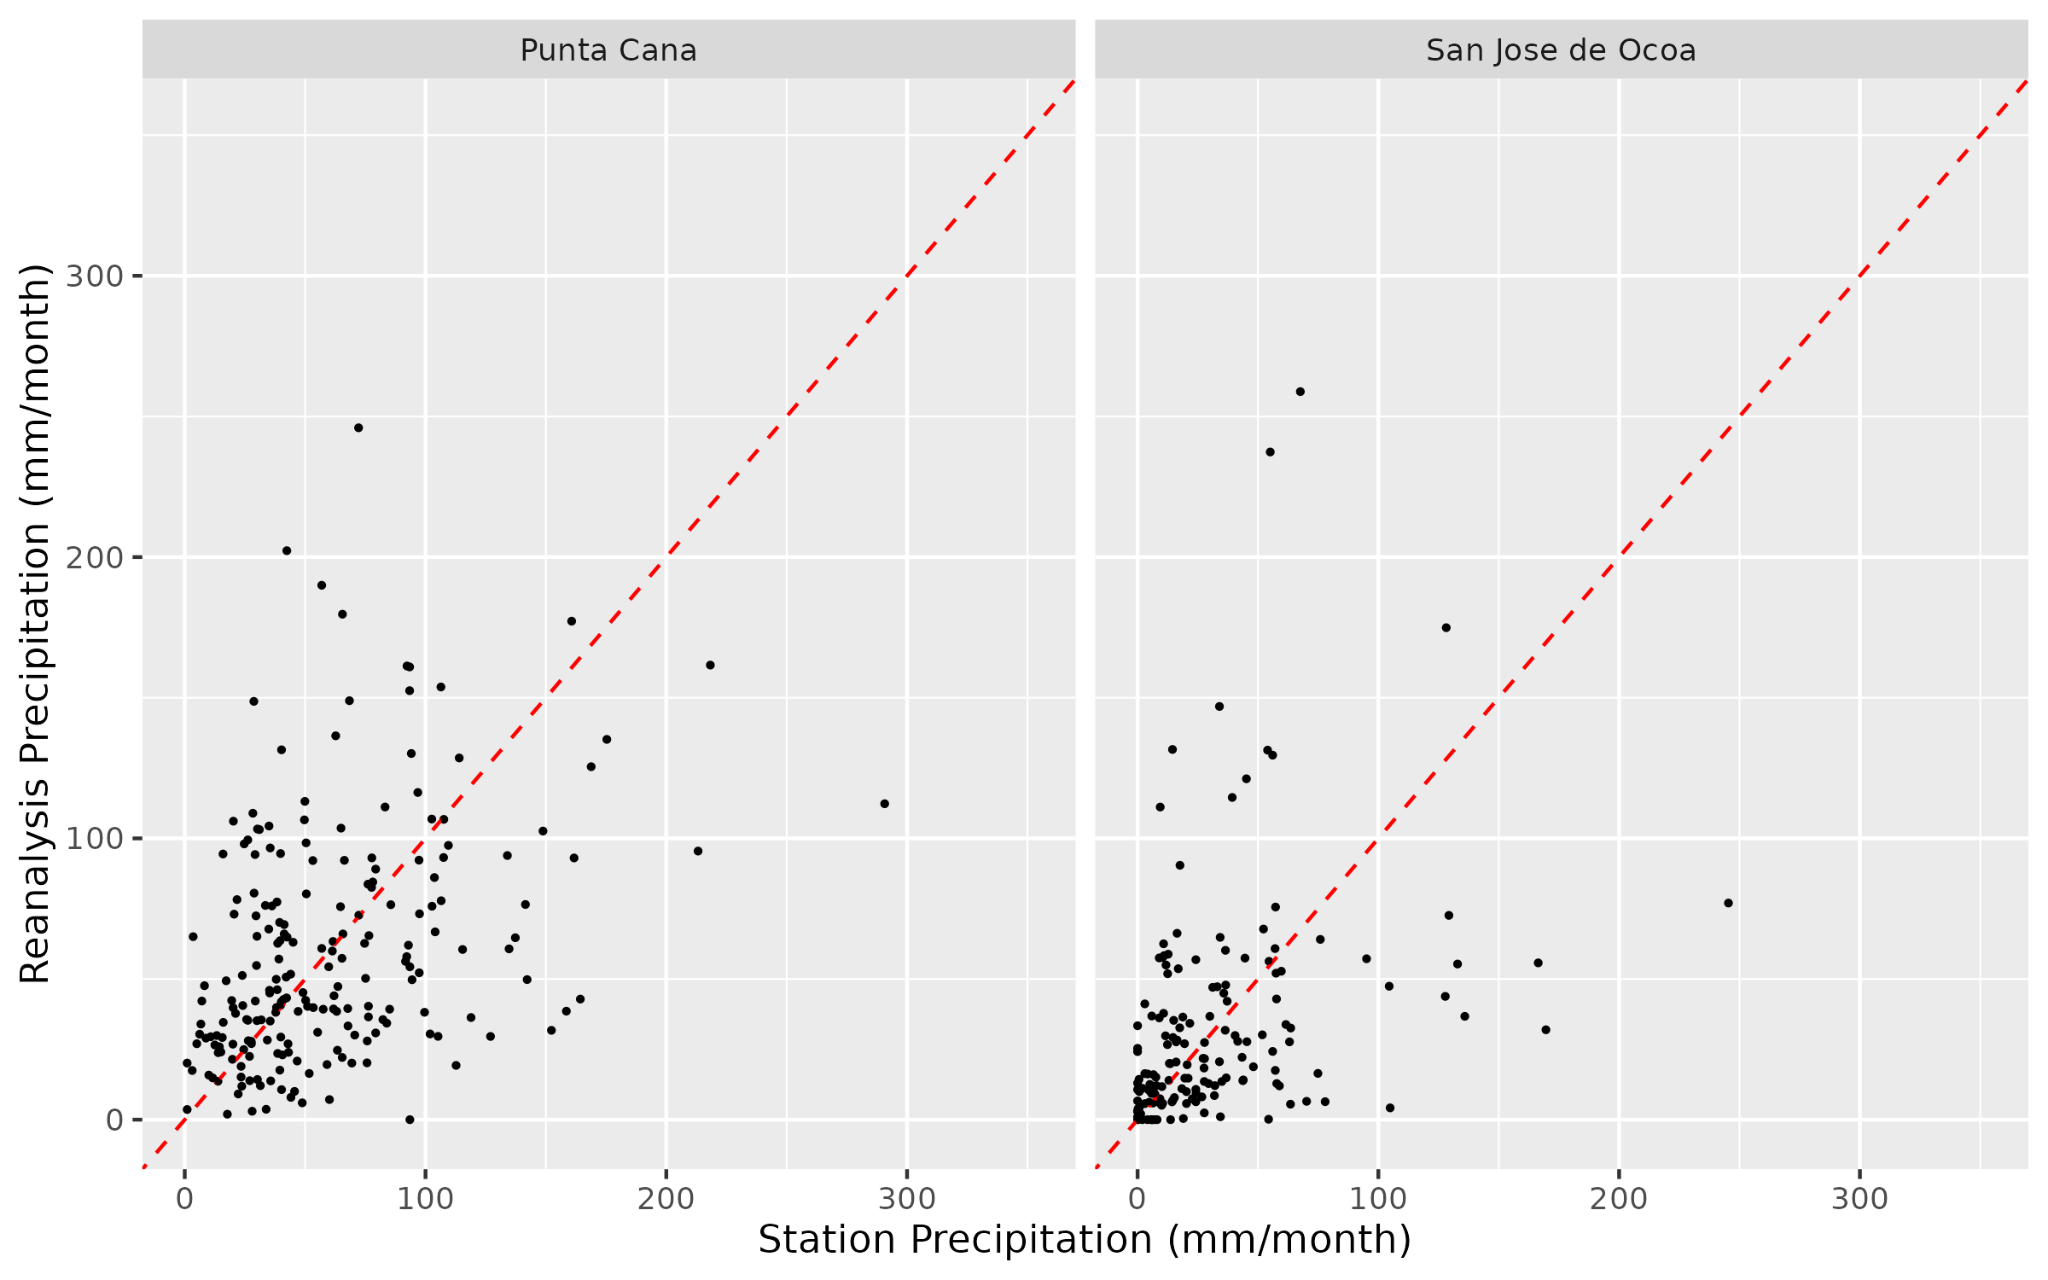 Punta Cana
San Jose de Ocoa
Reanalysis Precipitation (mm/month)
300
200
100
0
0 100 200 300
0 100 200 300
Station Precipitation (mm/month)